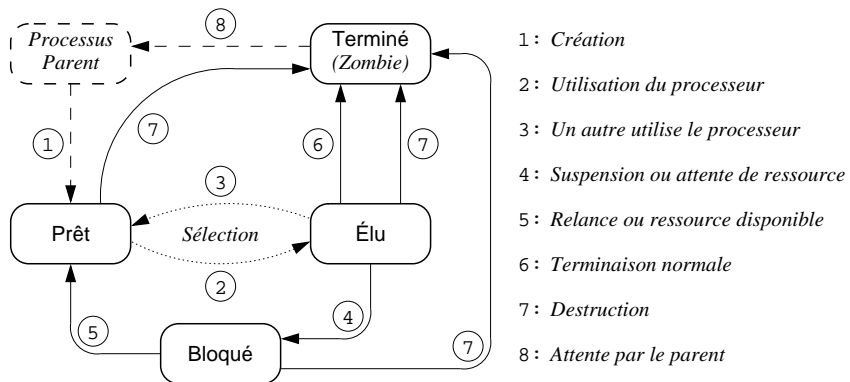 Processus
Parent
8
Terminé
(Zombie)
1
7
6
7
3
Prêt
Sélection
Élu
2
5
4
Bloqué
7
1: Création
2: Utilisation du processeur
3: Un autre utilise le processeur
4: Suspension ou attente de ressource
5: Relance ou ressource disponible
6: Terminaison normale
7: Destruction
8: Attente par le parent